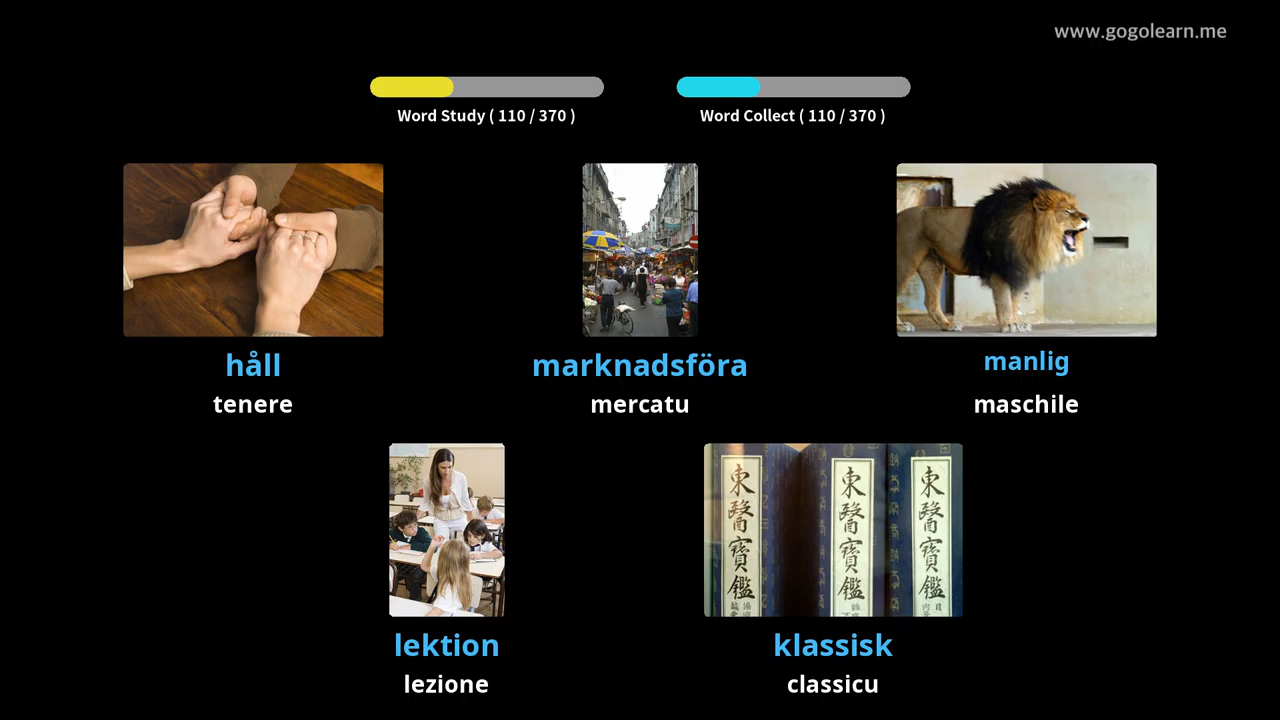 www.gogolearn.me
Word Study ( 110 / 370 )
Word Collect ( 110 / 370 )
håll
marknadsföra
manlig
tenere
mercatu
maschile
東醫寶鑑
東醫寶鑑
東醫寶鑑
lektion
klassisk
lezione
classicu